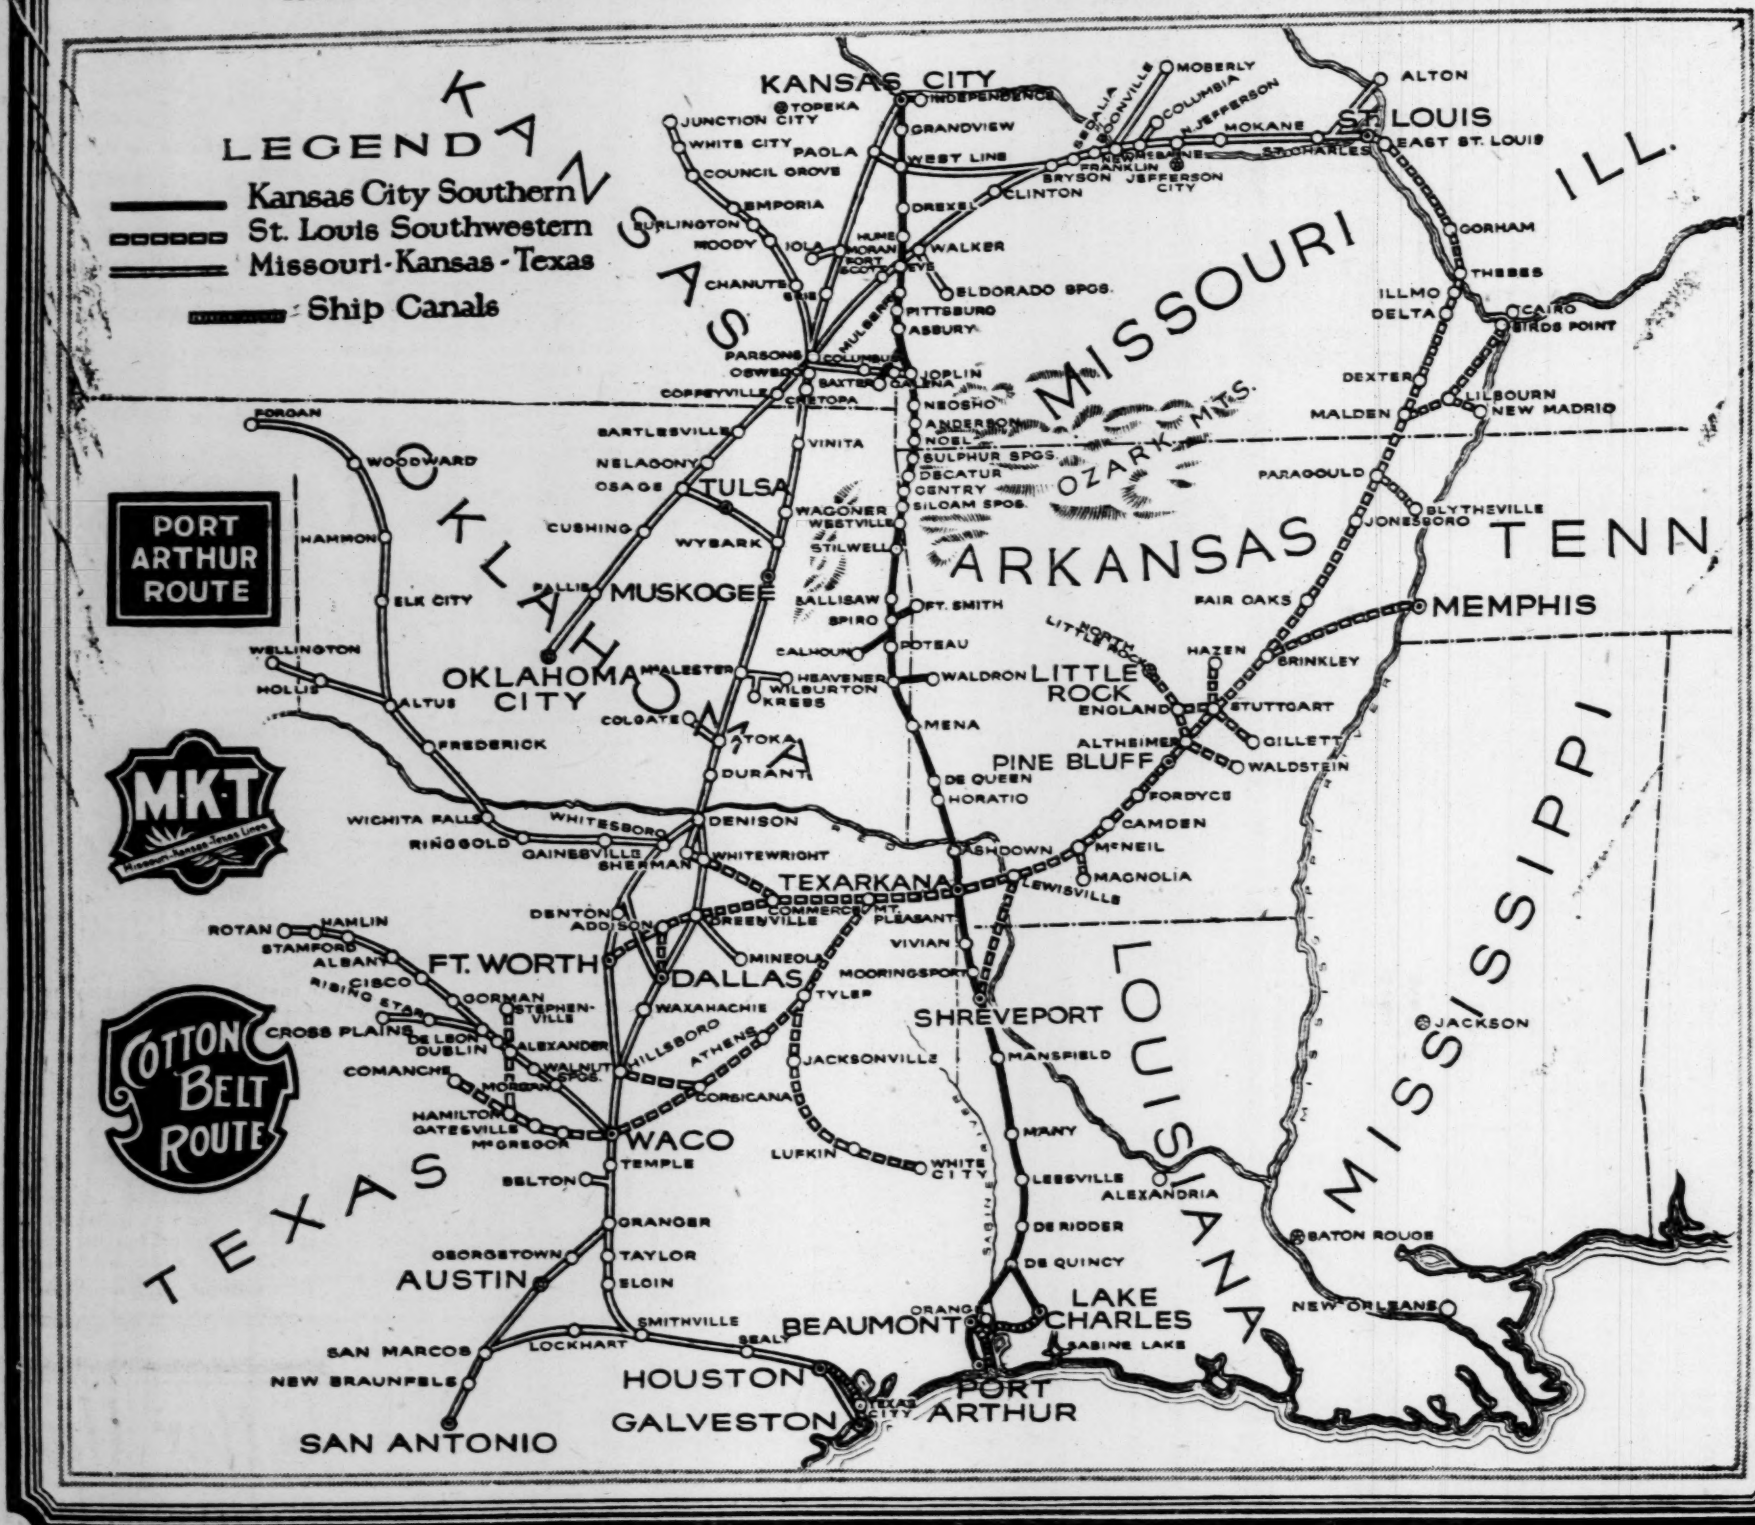 LEGEND
Kansas City Southern
St. Louis Southwestern
Missouri-Kansas-Texas
Ship Canals
KANSAS
MISSOURI
ILL.
OKLAHOMA
ARKANSAS
TENN.
TEXAS
LOUISIANA
MISSISSIPPI
OZARK MTS.
PORT
ARTHUR
ROUTE
M-K-T
Missouri-Kansas-Texas Lines
COTTON
BELT
ROUTE
KANSAS CITY
TOPEKA
INDEPENDENCE
GRANDVIEW
JUNCTION CITY
WHITE CITY
COUNCIL GROVE
PAOLA
WEST LINE
EMPORIA
BURLINGTON
MOODY
IOLA
MORAN
FORT
SCOTT
HUME
DREXEL
WALKER
EVE
CHANUTE
ERIE
ELDORADO SPGS.
MULBERRY
PITTSBURG
ASBURY
PARSONS
COLUMBUS
OSWEGO
BAXTER
GALENA
JOPLIN
COFFEYVILLE
CHETOPA
SEDALIA
BOONVILLE
MOBERLY
COLUMBIA
N. JEFFERSON
NEW
FRANKLIN
MCBAINE
BRYSON
JEFFERSON
CITY
CLINTON
MOKANE
ST. CHARLES
ST. LOUIS
EAST ST. LOUIS
ALTON
GORHAM
THEBES
ILLMO
DELTA
CAIRO
BIRDS POINT
DEXTER
MALDEN
LILBOURN
NEW MADRID
NEOSHO
ANDERSON
NOEL
SULPHUR SPGS.
DECATUR
GENTRY
SILOAM SPGS.
WESTVILLE
STILWELL
SALLISAW
FT. SMITH
SPIRO
CALHOUN
POTEAU
HEAVENER
WALDRON
MENA
DE QUEEN
HORATIO
ASHDOWN
FORGAN
WOODWARD
HAMMON
ELK CITY
WELLINGTON
HOLLIS
ALTUS
FREDERICK
BARTLESVILLE
NELAGONY
OSAGE
TULSA
CUSHING
FALLIS
OKLAHOMA
CITY
VINITA
WAGONER
WYBARK
MUSKOGEE
MCALESTER
WILBURTON
KREBS
COLGATE
ATOKA
DURANT
DENISON
PARAGOULD
BLYTHEVILLE
JONESBORO
FAIR OAKS
MEMPHIS
BRINKLEY
HAZEN
NORTH
LITTLE ROCK
LITTLE
ROCK
ENGLAND
STUTTGART
ALTHEIMER
GILLETT
WALDSTEIN
PINE BLUFF
FORDYCE
CAMDEN
MCNEIL
MAGNOLIA
LEWISVILLE
TEXARKANA
WICHITA FALLS
RINGGOLD
WHITESBORO
GAINESVILLE
SHERMAN
WHITEWRIGHT
DENTON
ADDISON
GREENVILLE
COMMERCE
MT.
PLEASANT
ROTAN
HAMLIN
STAMFORD
ALBANY
CISCO
RISING STAR
GORMAN
CROSS PLAINS
STEPHEN-
VILLE
DE LEON
DUBLIN
ALEXANDER
COMANCHE
WALNUT
SPGS.
MORGAN
HAMILTON
GATESVILLE
MCGREGOR
FT. WORTH
DALLAS
MINEOLA
WAXAHACHIE
HILLSBORO
ATHENS
TYLER
CORSICANA
WACO
TEMPLE
BELTON
GRANGER
GEORGETOWN
TAYLOR
AUSTIN
ELGIN
SMITHVILLE
LOCKHART
SAN MARCOS
NEW BRAUNFELS
SAN ANTONIO
SEALY
HOUSTON
TEXAS
CITY
GALVESTON
VIVIAN
MOORINGSPORT
SHREVEPORT
JACKSONVILLE
LUFKIN
WHITE
CITY
MANSFIELD
MANY
LEESVILLE
ALEXANDRIA
DE RIDDER
DE QUINCY
ORANGE
BEAUMONT
LAKE
CHARLES
SABINE LAKE
PORT
ARTHUR
SABINE RIVER
JACKSON
BATON ROUGE
NEW ORLEANS